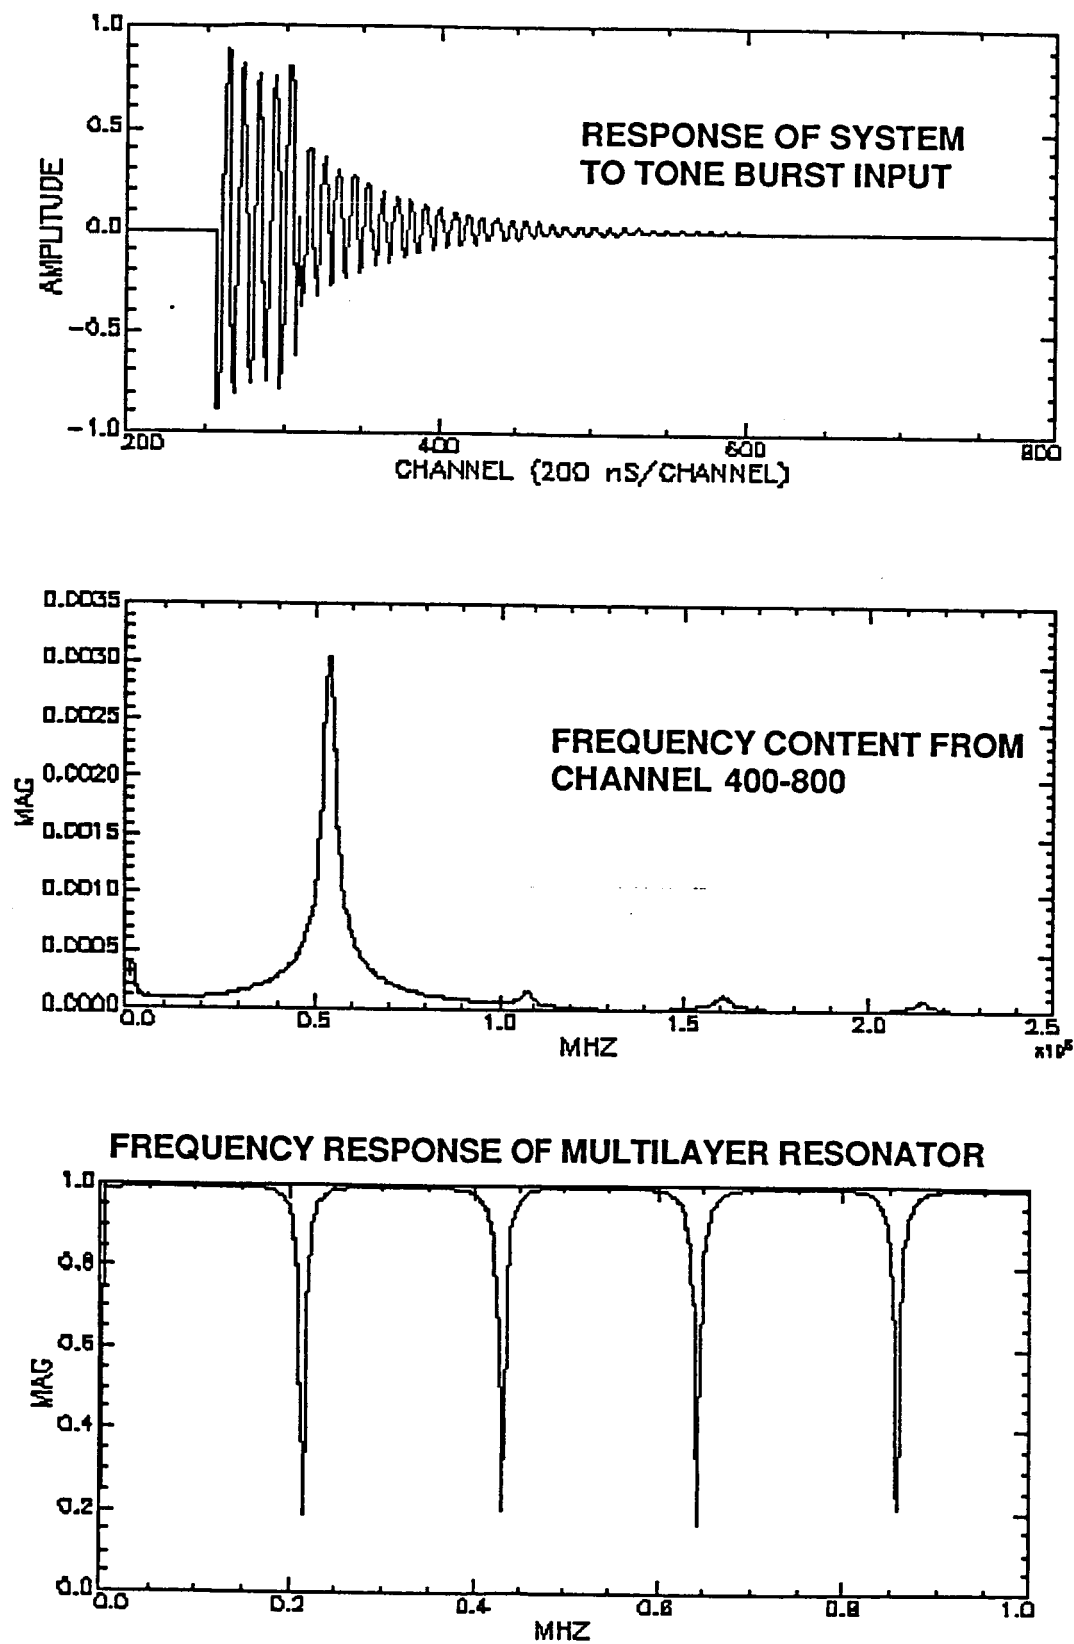 1.0
0.5
0.0
-0.5
-1.0
AMPLITUDE
RESPONSE OF SYSTEM
TO TONE BURST INPUT
200 400 600 800
CHANNEL (200 nS/CHANNEL)
0.0035
0.0030
0.0025
0.0020
0.0015
0.0010
0.0005
0.0000
MAG
FREQUENCY CONTENT FROM
CHANNEL 400-800
0.0 0.5 1.0 1.5 2.0 2.5
MHZ
FREQUENCY RESPONSE OF MULTILAYER RESONATOR
1.0
0.8
0.6
0.4
0.2
0.0
MAG
0.0 0.2 0.4 0.6 0.8 1.0
MHZ